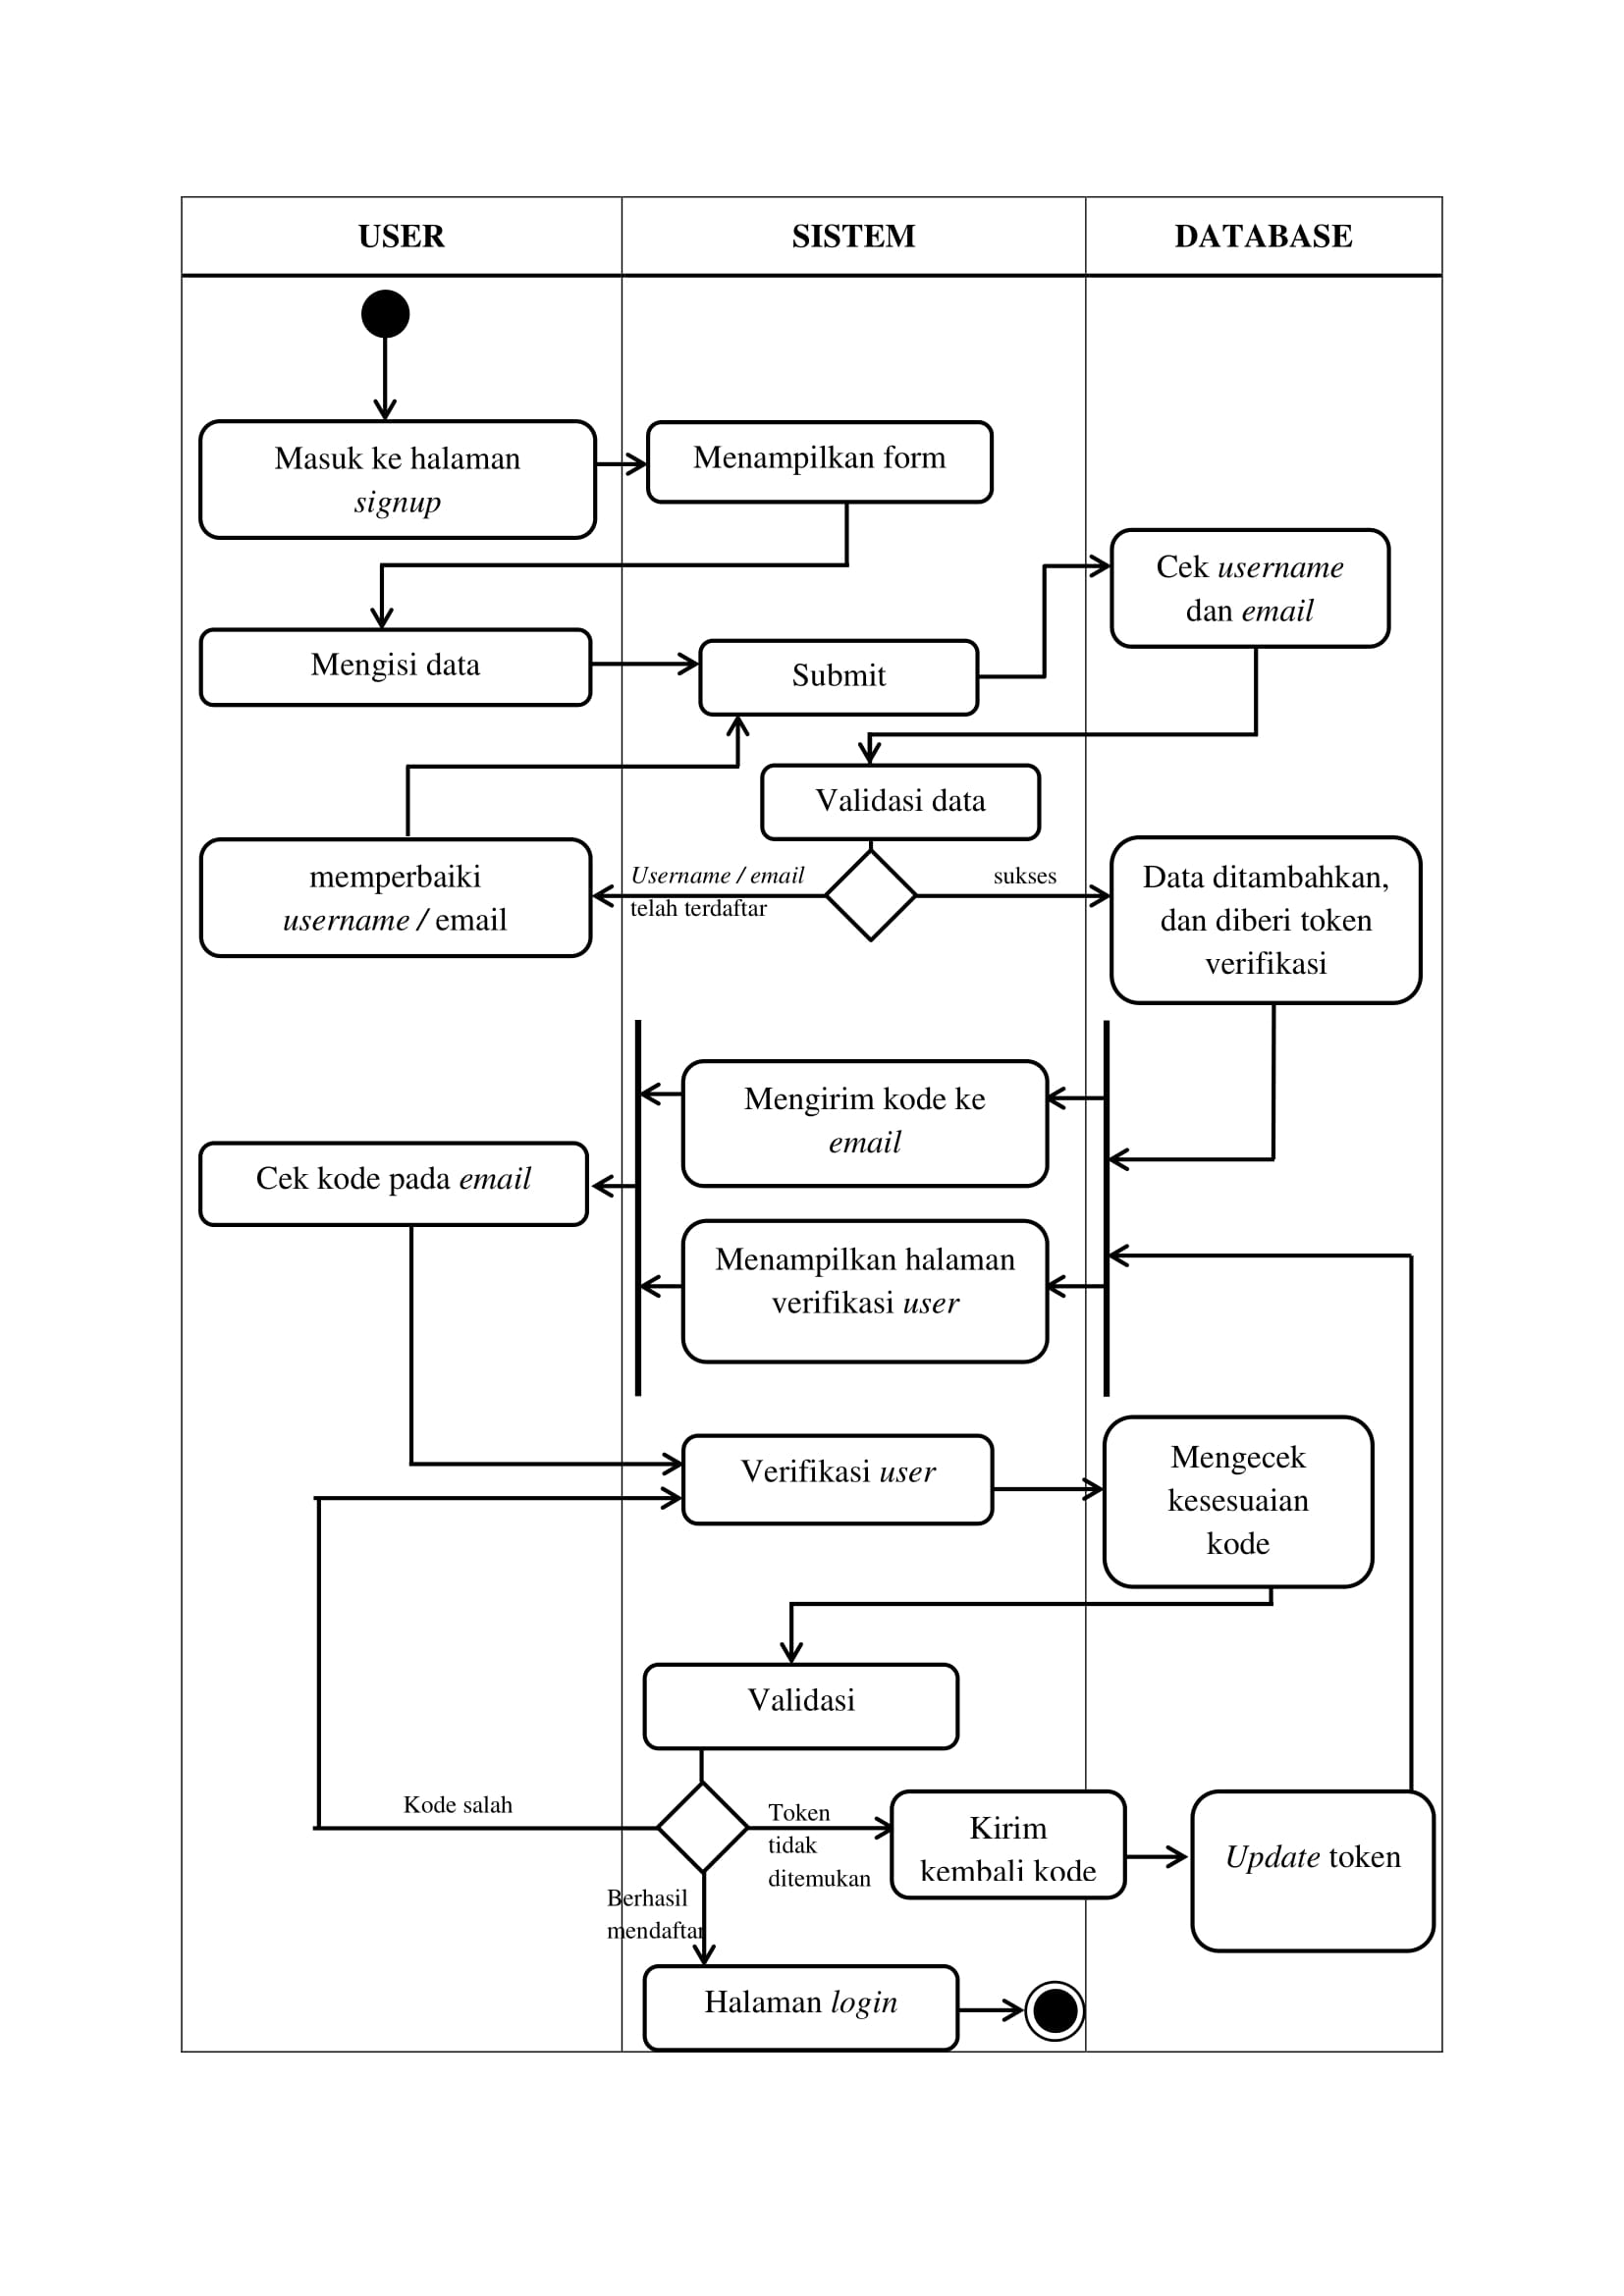 USER
SISTEM
DATABASE
Masuk ke halaman
signup
Menampilkan form
Cek username
dan email
Mengisi data
Submit
Validasi data
memperbaiki
username / email
Username / email
telah terdaftar
sukses
Data ditambahkan,
dan diberi token
verifikasi
Mengirim kode ke
email
Cek kode pada email
Menampilkan halaman
verifikasi user
Verifikasi user
Mengecek
kesesuaian
kode
Validasi
Kode salah
Token
tidak
ditemukan
Kirim
kembali kode
Update token
Berhasil
mendaftar
Halaman login